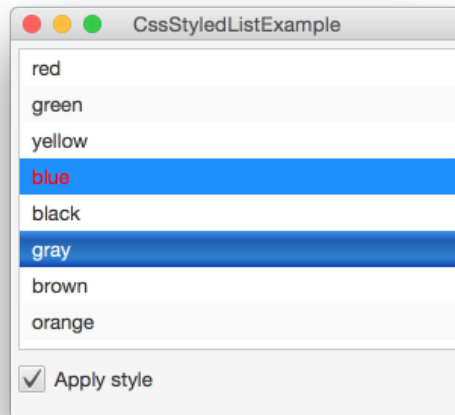 CssStyledListExample
red
green
yellow
blue
black
gray
brown
orange
Apply style